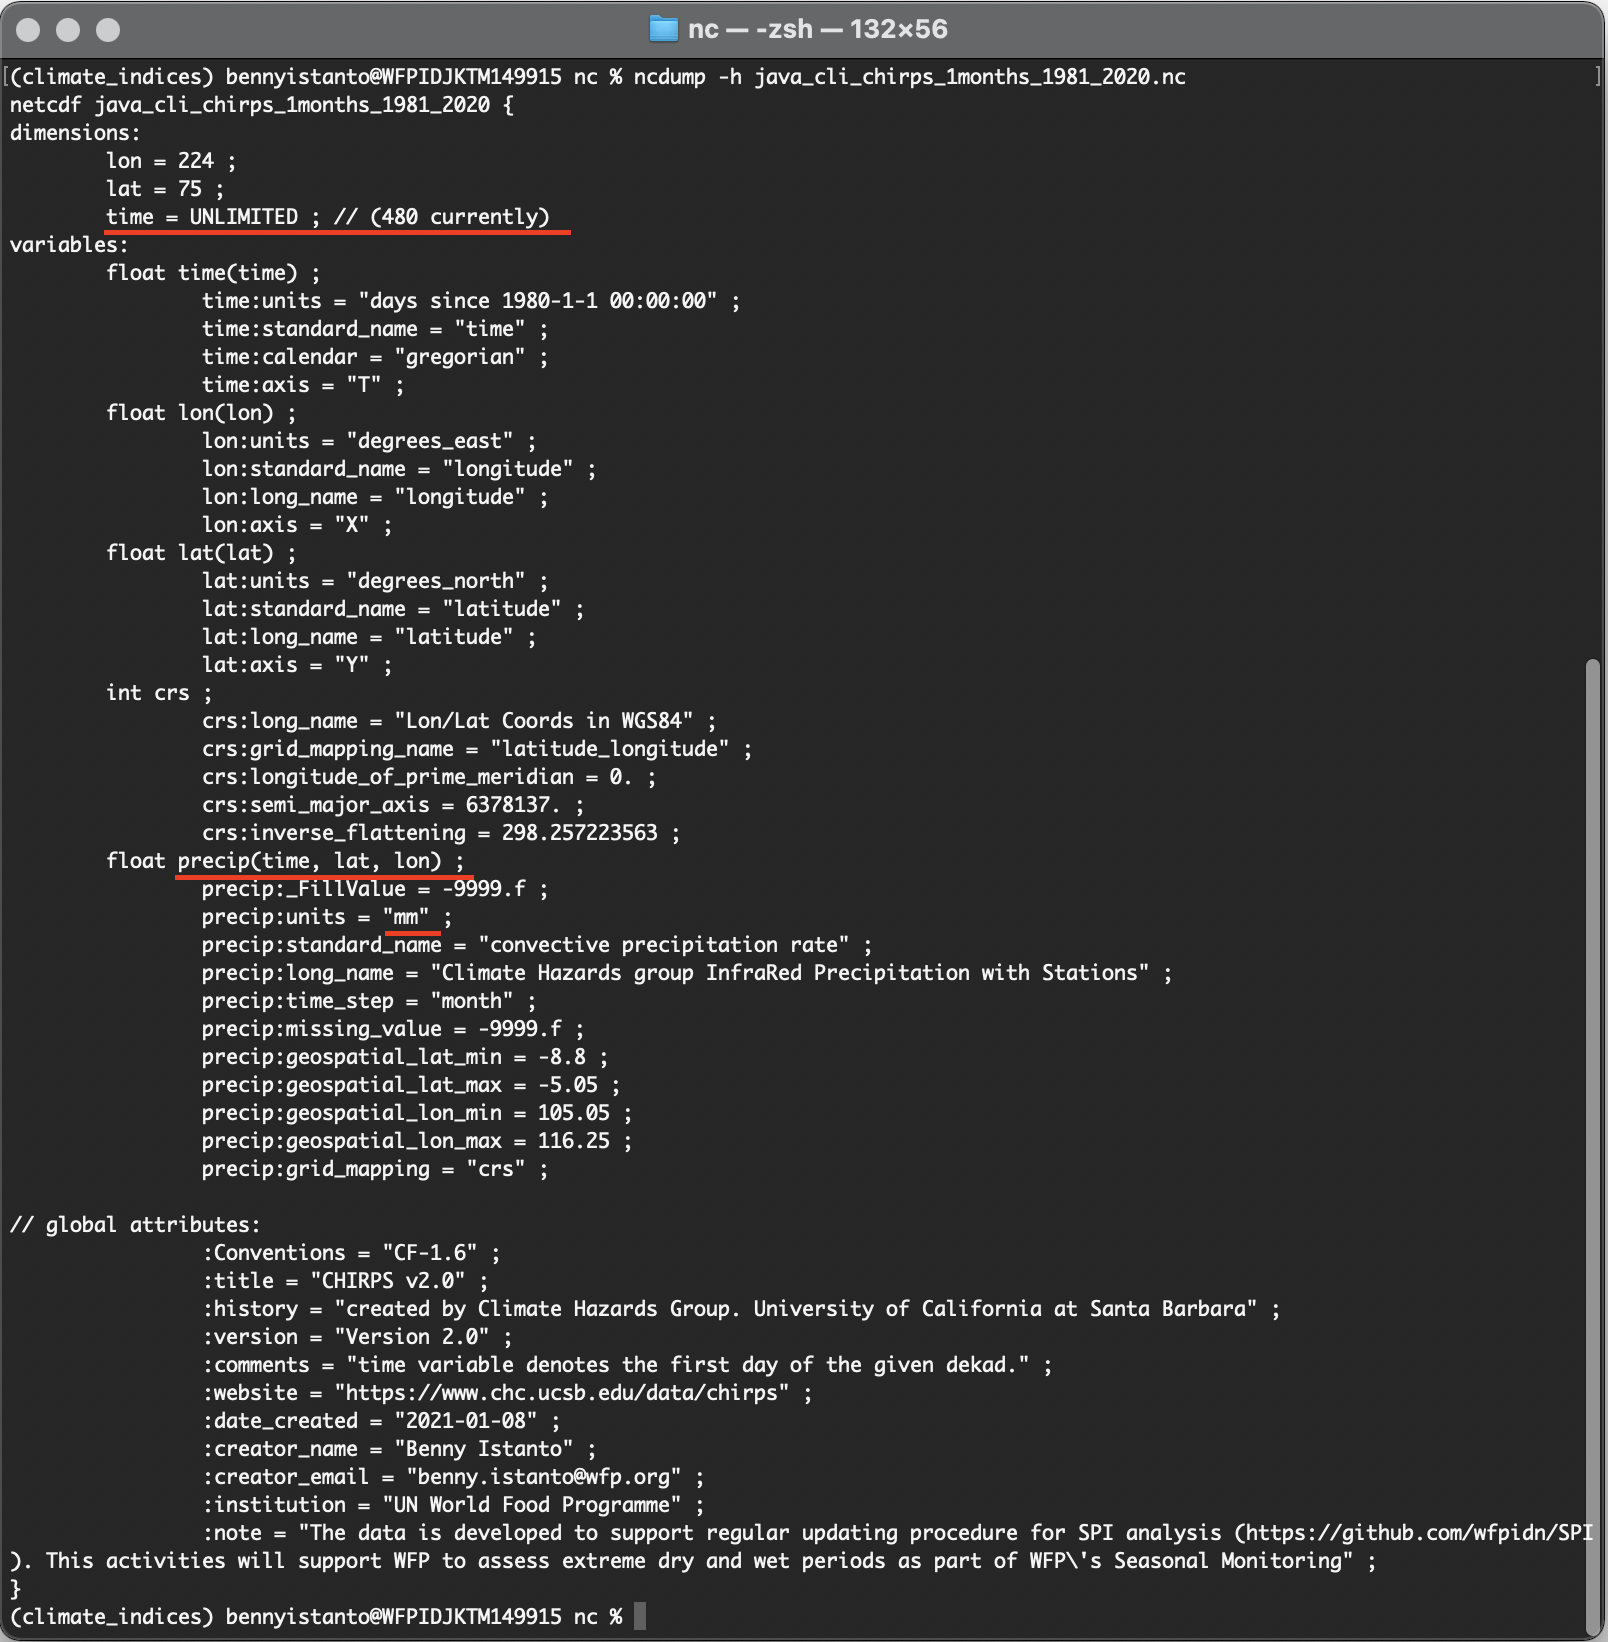 nc — -zsh — 132×56
(climate_indices) bennyistanto@WFPIDJKTM149915 nc % ncdump -h java_cli_chirps_1months_1981_2020.nc
netcdf java_cli_chirps_1months_1981_2020 {
dimensions:
lon = 224 ;
lat = 75 ;
time = UNLIMITED ; // (480 currently)
variables:
float time(time) ;
time:units = "days since 1980-1-1 00:00:00" ;
time:standard_name = "time" ;
time:calendar = "gregorian" ;
time:axis = "T" ;
float lon(lon) ;
lon:units = "degrees_east" ;
lon:standard_name = "longitude" ;
lon:long_name = "longitude" ;
lon:axis = "X" ;
float lat(lat) ;
lat:units = "degrees_north" ;
lat:standard_name = "latitude" ;
lat:long_name = "latitude" ;
lat:axis = "Y" ;
int crs ;
crs:long_name = "Lon/Lat Coords in WGS84" ;
crs:grid_mapping_name = "latitude_longitude" ;
crs:longitude_of_prime_meridian = 0. ;
crs:semi_major_axis = 6378137. ;
crs:inverse_flattening = 298.257223563 ;
float precip(time, lat, lon) ;
precip:_FillValue = -9999.f ;
precip:units = "mm" ;
precip:standard_name = "convective precipitation rate" ;
precip:long_name = "Climate Hazards group InfraRed Precipitation with Stations" ;
precip:time_step = "month" ;
precip:missing_value = -9999.f ;
precip:geospatial_lat_min = -8.8 ;
precip:geospatial_lat_max = -5.05 ;
precip:geospatial_lon_min = 105.05 ;
precip:geospatial_lon_max = 116.25 ;
precip:grid_mapping = "crs" ;
// global attributes:
:Conventions = "CF-1.6" ;
:title = "CHIRPS v2.0" ;
:history = "created by Climate Hazards Group. University of California at Santa Barbara" ;
:version = "Version 2.0" ;
:comments = "time variable denotes the first day of the given dekad." ;
:website = "https://www.chc.ucsb.edu/data/chirps" ;
:date_created = "2021-01-08" ;
:creator_name = "Benny Istanto" ;
:creator_email = "benny.istanto@wfp.org" ;
:institution = "UN World Food Programme" ;
:note = "The data is developed to support regular updating procedure for SPI analysis (https://github.com/wfpidn/SPI
). This activities will support WFP to assess extreme dry and wet periods as part of WFP\'s Seasonal Monitoring" ;
}
(climate_indices) bennyistanto@WFPIDJKTM149915 nc %